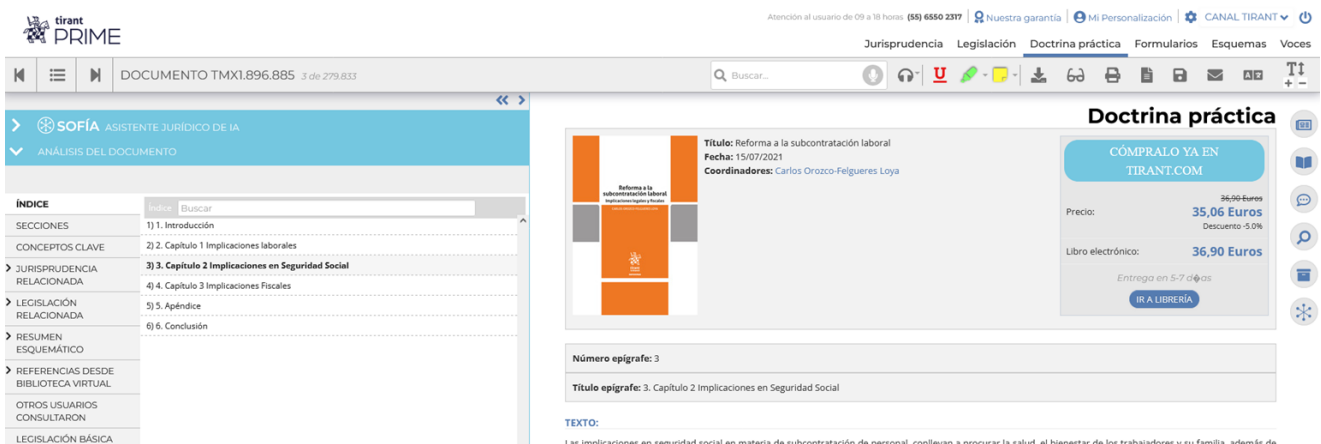 Atención al usuario de 09 a 18 horas (55) 6550 2317 Nuestra garantía Mi Personalización CANAL TIRANT
tirant
PRIME
Jurisprudencia Legislación Doctrina práctica Formularios Esquemas Voces
DOCUMENTO TMX1.896.885 3 de 279.833
Buscar...
SOFÍA ASISTENTE JURÍDICO DE IA
ANÁLISIS DEL DOCUMENTO
ÍNDICE
SECCIONES
CONCEPTOS CLAVE
JURISPRUDENCIA
RELACIONADA
LEGISLACIÓN
RELACIONADA
RESUMEN
ESQUEMÁTICO
REFERENCIAS DESDE
BIBLIOTECA VIRTUAL
OTROS USUARIOS
CONSULTARON
LEGISLACIÓN BÁSICA
Índice Buscar
1) 1. Introducción
2) 2. Capítulo 1 Implicaciones laborales
3) 3. Capítulo 2 Implicaciones en Seguridad Social
4) 4. Capítulo 3 Implicaciones Fiscales
5) 5. Apéndice
6) 6. Conclusión
Doctrina práctica
Reforma a la
subcontratación laboral
Implicaciones legales y fiscales
Título: Reforma a la subcontratación laboral
Fecha: 15/07/2021
Coordinadores: Carlos Orozco-Felgueres Loya
CÓMPRALO YA EN
TIRANT.COM
36,90 Euros
Precio: 35,06 Euros
Descuento -5.0%
Libro electrónico: 36,90 Euros
Entrega en 5-7 d�as
IR A LIBRERÍA
Número epígrafe: 3
Título epígrafe: 3. Capítulo 2 Implicaciones en Seguridad Social
TEXTO:
Las implicaciones en seguridad social en materia de subcontratación de personal, conllevan a procurar la salud, el bienestar de los trabajadores y su familia, además de